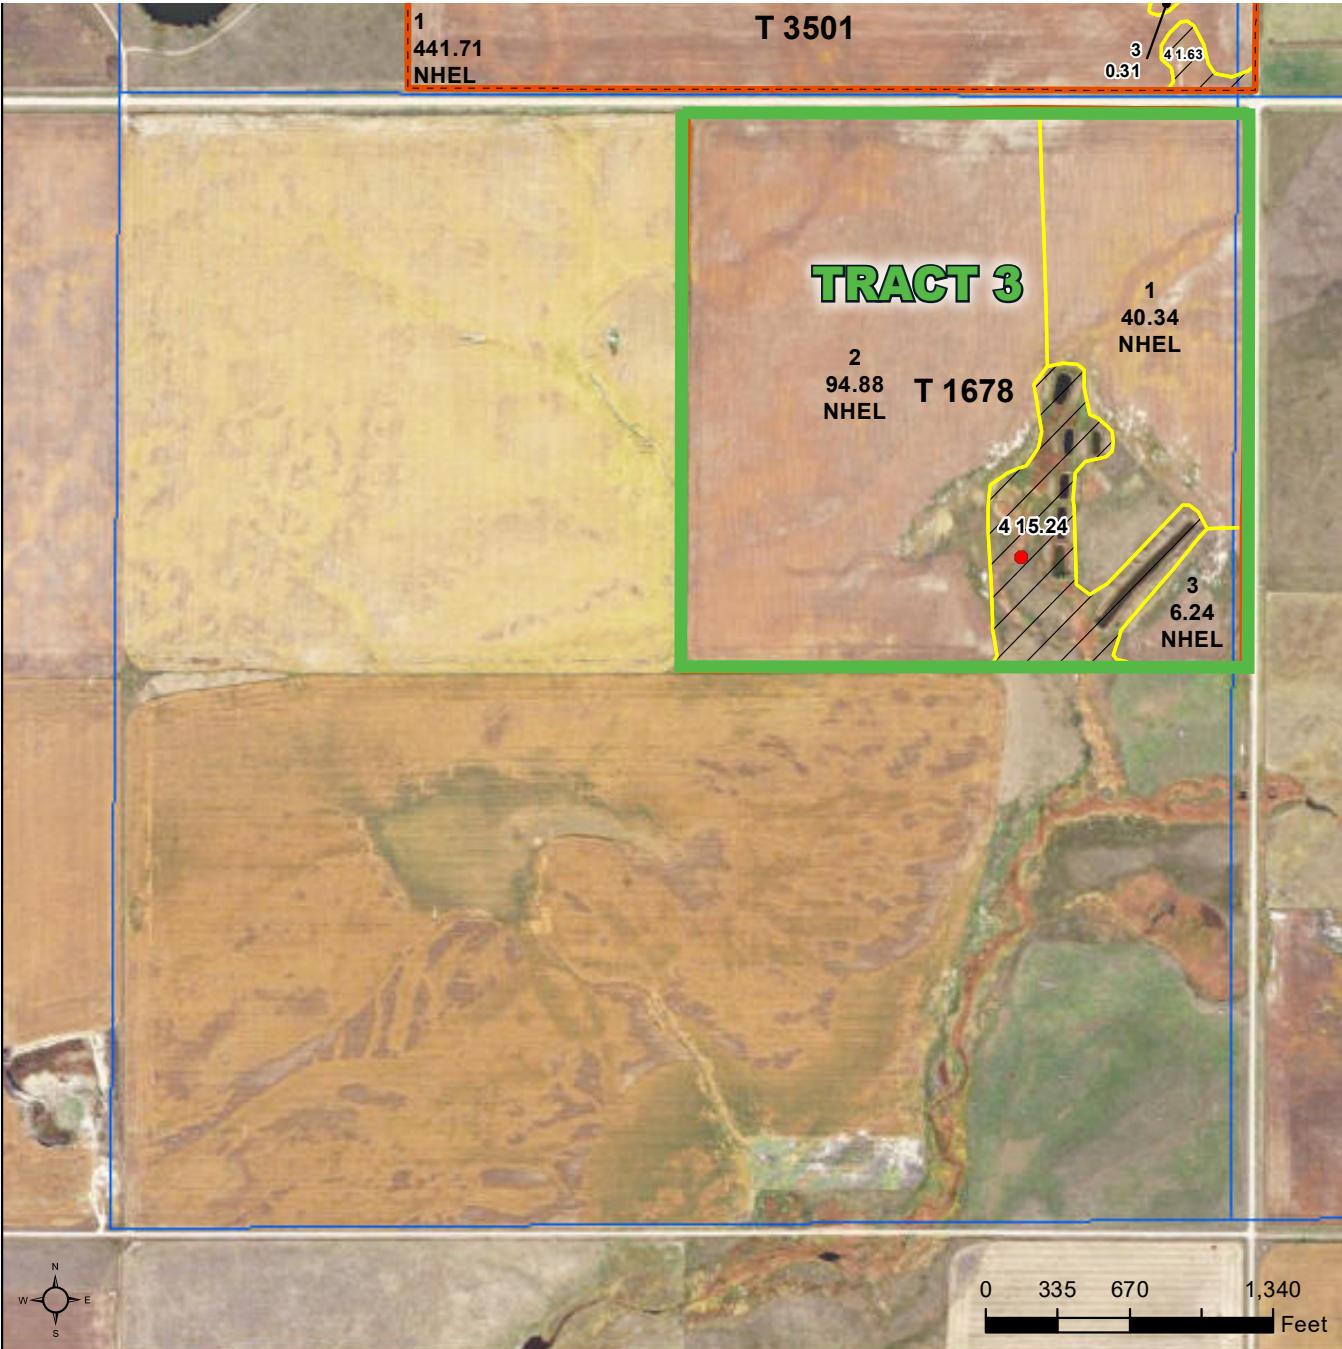 1
441.71
NHEL
T 3501
3
0.31
4 1.63
TRACT 3
1
40.34
NHEL
2
94.88
NHEL
T 1678
4 15.24
3
6.24
NHEL
N
W E
S
0 335 670 1,340
Feet